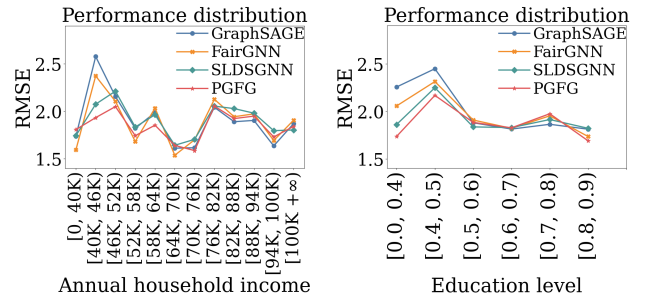 Performance distribution
GraphSAGE
FairGNN
SLDSGNN
PGFG
RMSE
2.5
2.0
1.5
[0, 40K)
[40K, 46K)
[46K, 52K)
[52K, 58K)
[58K, 64K)
[64K, 70K)
[70K, 76K)
[76K, 82K)
[82K, 88K)
[88K, 94K)
[94K, 100K)
[100K +∞)
Annual household income
Performance distribution
GraphSAGE
FairGNN
SLDSGNN
PGFG
RMSE
2.5
2.0
1.5
[0.0, 0.4)
[0.4, 0.5)
[0.5, 0.6)
[0.6, 0.7)
[0.7, 0.8)
[0.8, 0.9)
Education level